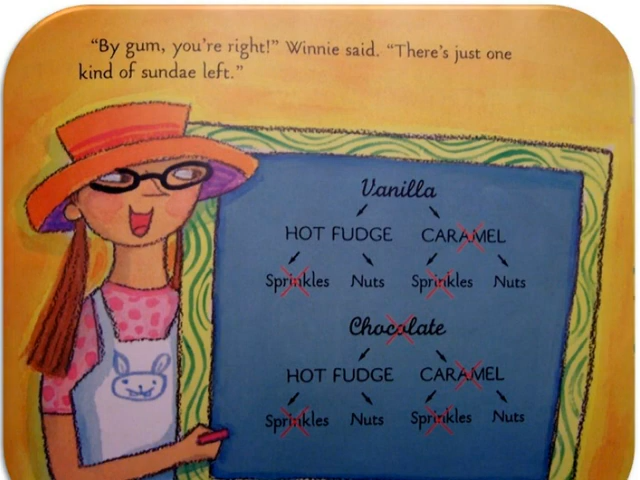 “By gum, you’re right!” Winnie said. “There’s just one
kind of sundae left.”
Vanilla
HOT FUDGE CARAMEL
Sprinkles Nuts Sprinkles Nuts
Chocolate
HOT FUDGE CARAMEL
Sprinkles Nuts Sprinkles Nuts